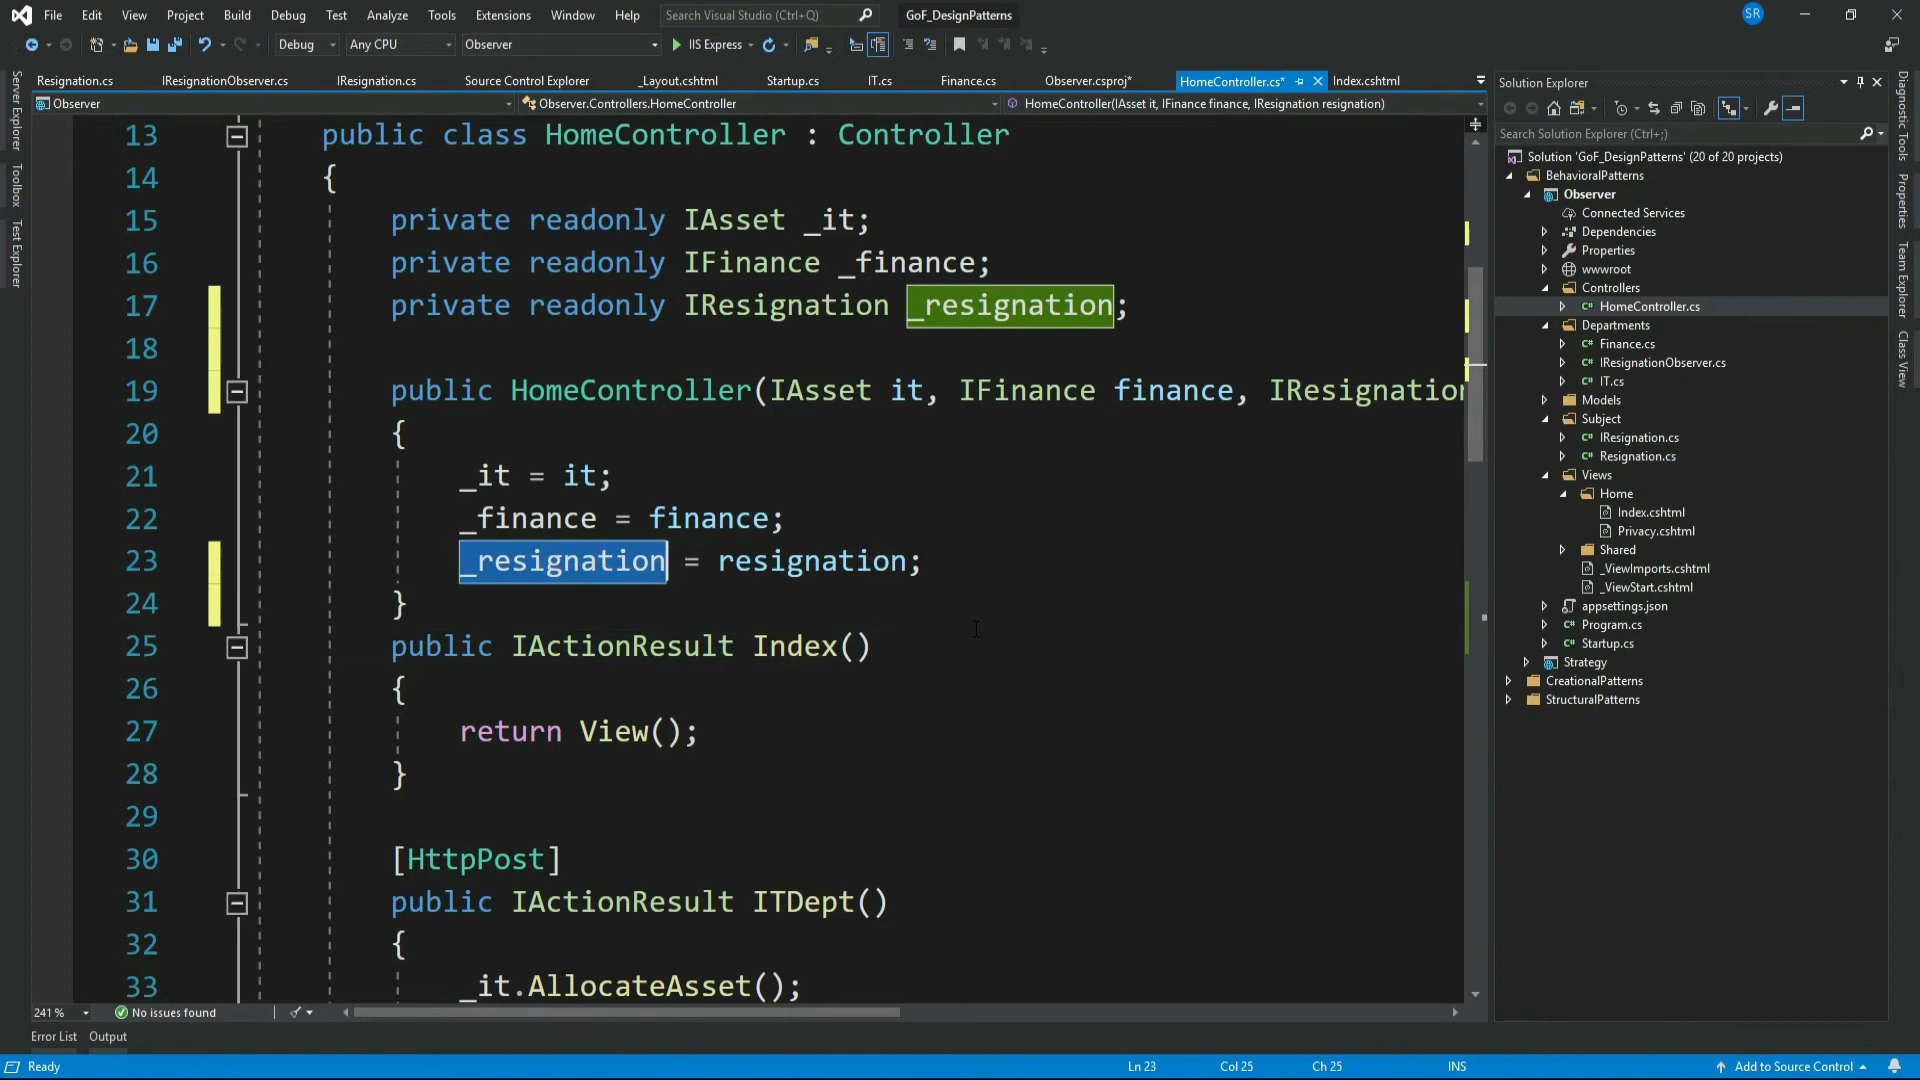 File Edit View Project Build Debug Test Analyze Tools Extensions Window Help Search Visual Studio (Ctrl+Q) GoF_DesignPatterns SR
Debug Any CPU Observer IIS Express
Resignation.cs IResignationObserver.cs IResignation.cs Source Control Explorer _Layout.cshtml Startup.cs IT.cs Finance.cs Observer.csproj* HomeController.cs* Index.cshtml
Observer Observer.Controllers.HomeController HomeController(IAsset it, IFinance finance, IResignation resignation)
Server Explorer
Toolbox
Test Explorer
13 public class HomeController : Controller
14 {
15 private readonly IAsset _it;
16 private readonly IFinance _finance;
17 private readonly IResignation _resignation;
18
19 public HomeController(IAsset it, IFinance finance, IResignation
20 {
21 _it = it;
22 _finance = finance;
23 _resignation = resignation;
24 }
25 public IActionResult Index()
26 {
27 return View();
28 }
29
30 [HttpPost]
31 public IActionResult ITDept()
32 {
33 _it.AllocateAsset();
241 % No issues found
Error List Output
Ready Ln 23 Col 25 Ch 25 INS Add to Source Control
Solution Explorer
Search Solution Explorer (Ctrl+;)
Solution 'GoF_DesignPatterns' (20 of 20 projects)
BehavioralPatterns
Observer
Connected Services
Dependencies
Properties
wwwroot
Controllers
C# HomeController.cs
Departments
C# Finance.cs
C# IResignationObserver.cs
C# IT.cs
Models
Subject
C# IResignation.cs
C# Resignation.cs
Views
Home
Index.cshtml
Privacy.cshtml
Shared
_ViewImports.cshtml
_ViewStart.cshtml
appsettings.json
C# Program.cs
C# Startup.cs
Strategy
CreationalPatterns
StructuralPatterns
Diagnostic Tools
Properties
Team Explorer
Class View